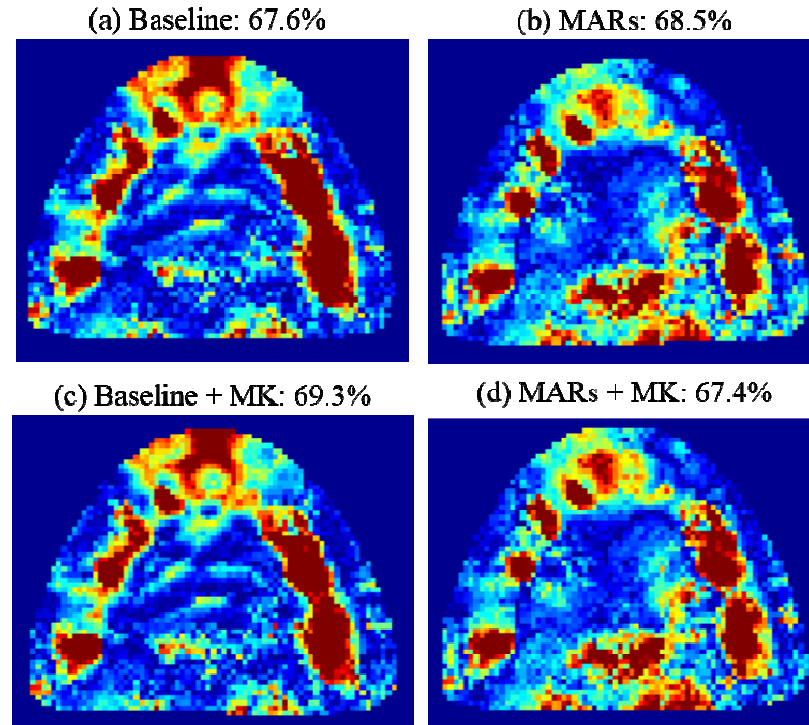 (a) Baseline: 67.6%
(b) MARs: 68.5%
(c) Baseline + MK: 69.3%
(d) MARs + MK: 67.4%